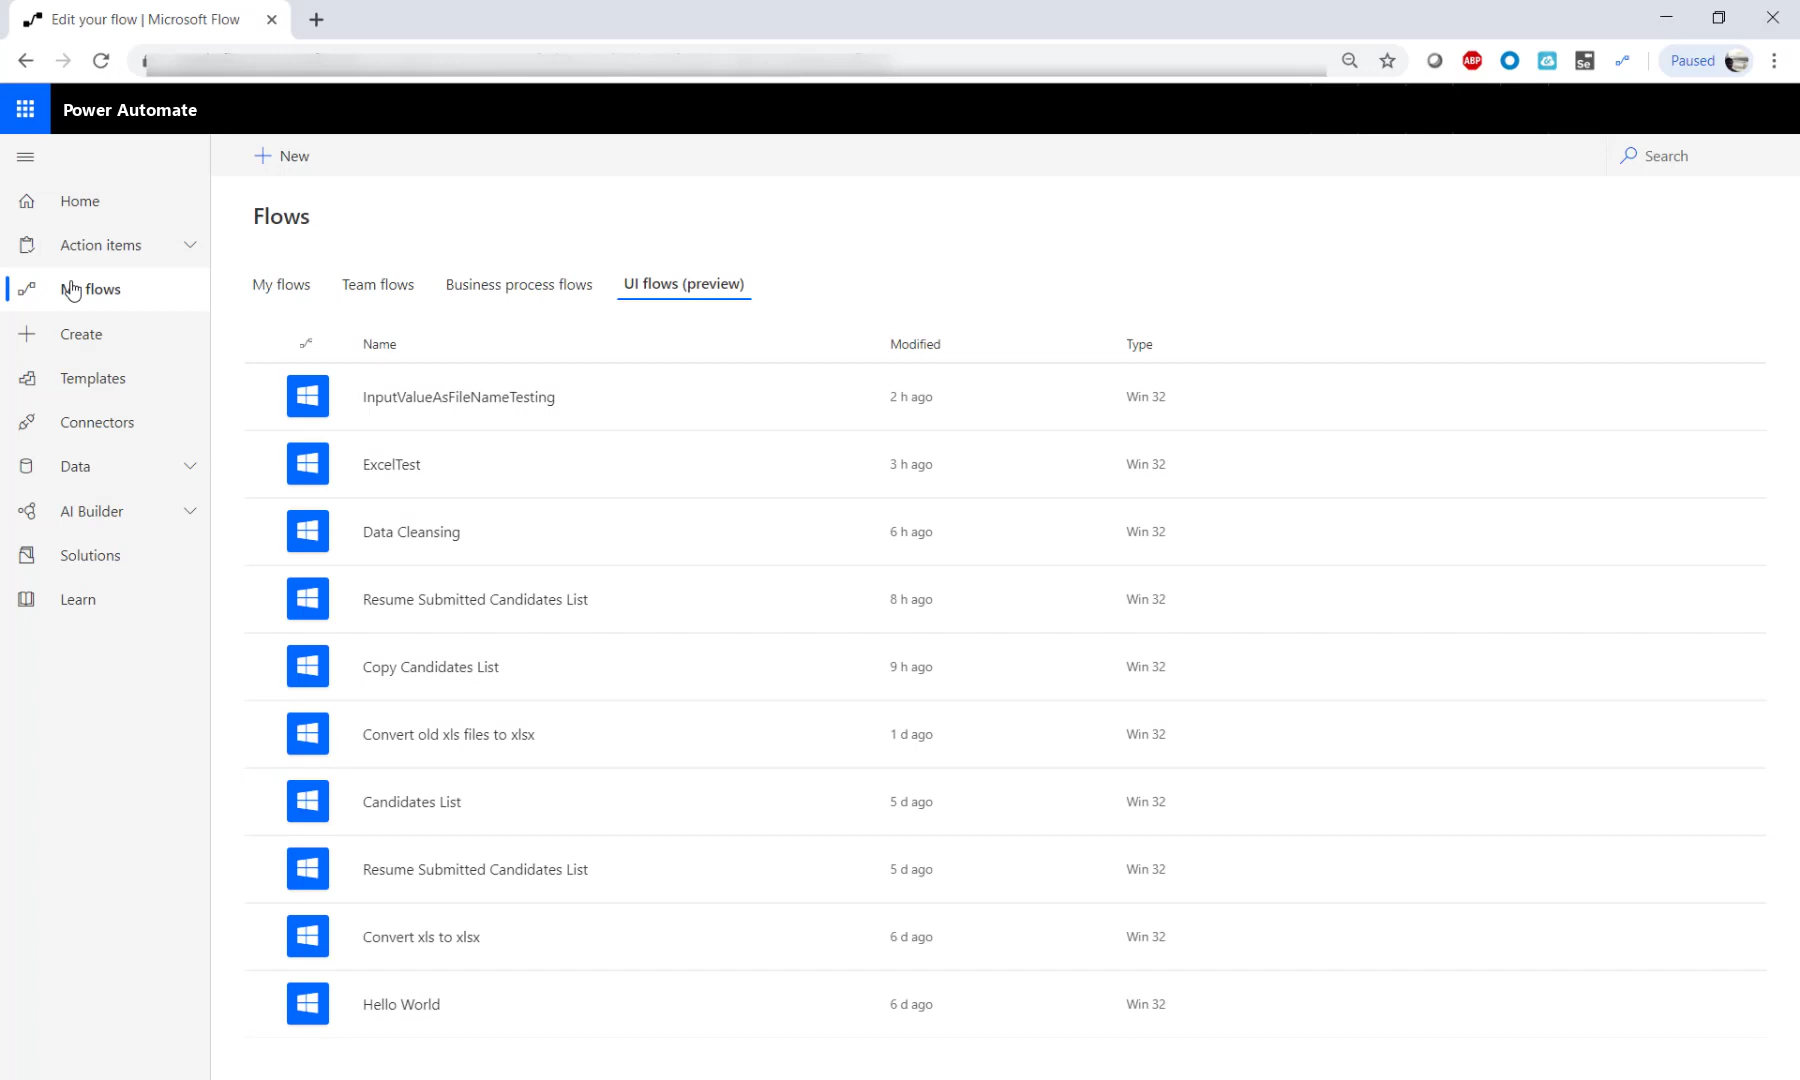 Edit your flow | Microsoft Flow
ABP
Se
Paused
Power Automate
New
Search
Home
Action items
My flows
Create
Templates
Connectors
Data
AI Builder
Solutions
Learn
Flows
My flows Team flows Business process flows UI flows (preview)
Name Modified Type
InputValueAsFileNameTesting 2 h ago Win 32
ExcelTest 3 h ago Win 32
Data Cleansing 6 h ago Win 32
Resume Submitted Candidates List 8 h ago Win 32
Copy Candidates List 9 h ago Win 32
Convert old xls files to xlsx 1 d ago Win 32
Candidates List 5 d ago Win 32
Resume Submitted Candidates List 5 d ago Win 32
Convert xls to xlsx 6 d ago Win 32
Hello World 6 d ago Win 32